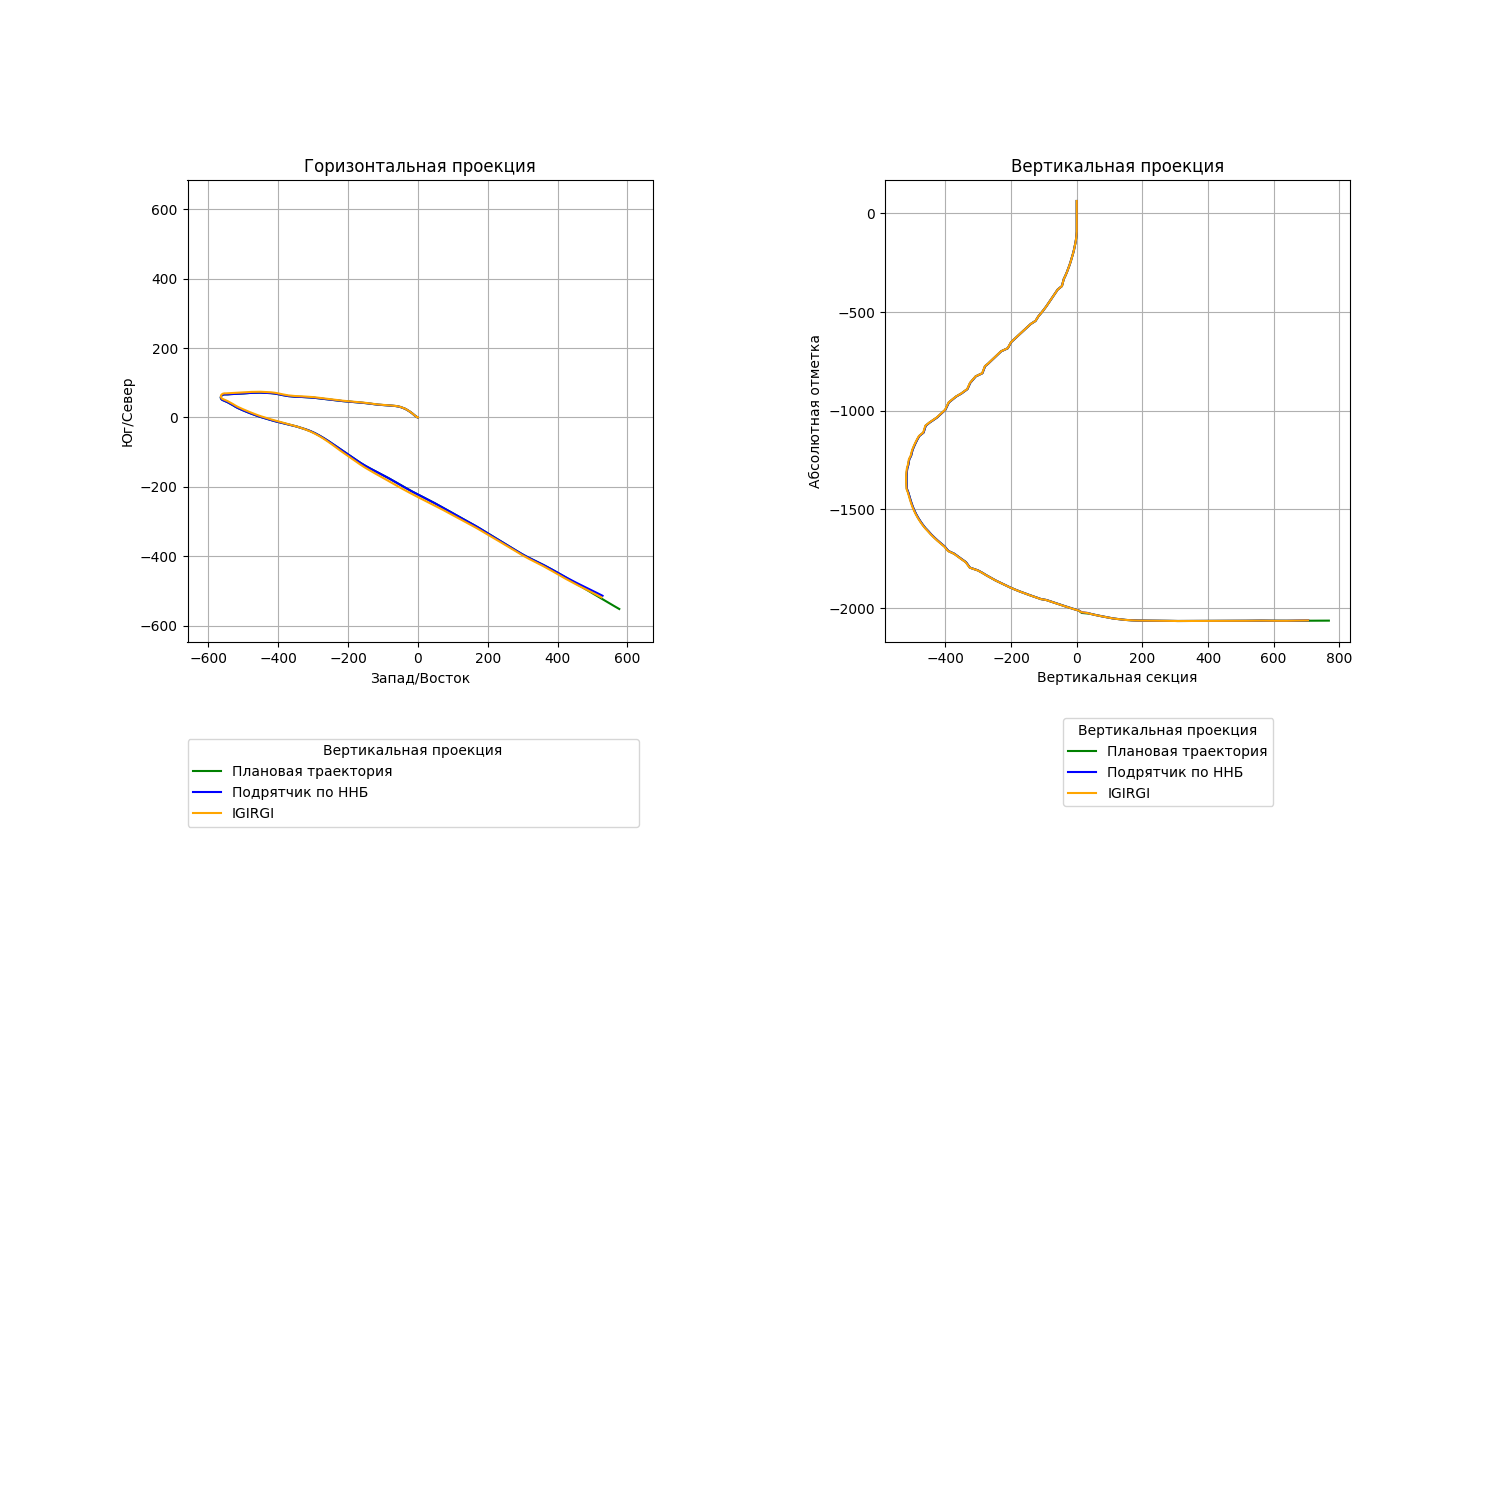 Горизонтальная проекция
600
400
200
0
−200
−400
−600
Юг/Север
−600 −400 −200 0 200 400 600
Запад/Восток
Вертикальная проекция
Плановая траектория
Подрятчик по ННБ
IGIRGI
Вертикальная проекция
0
−500
−1000
−1500
−2000
Абсолютная отметка
−400 −200 0 200 400 600 800
Вертикальная секция
Вертикальная проекция
Плановая траектория
Подрятчик по ННБ
IGIRGI